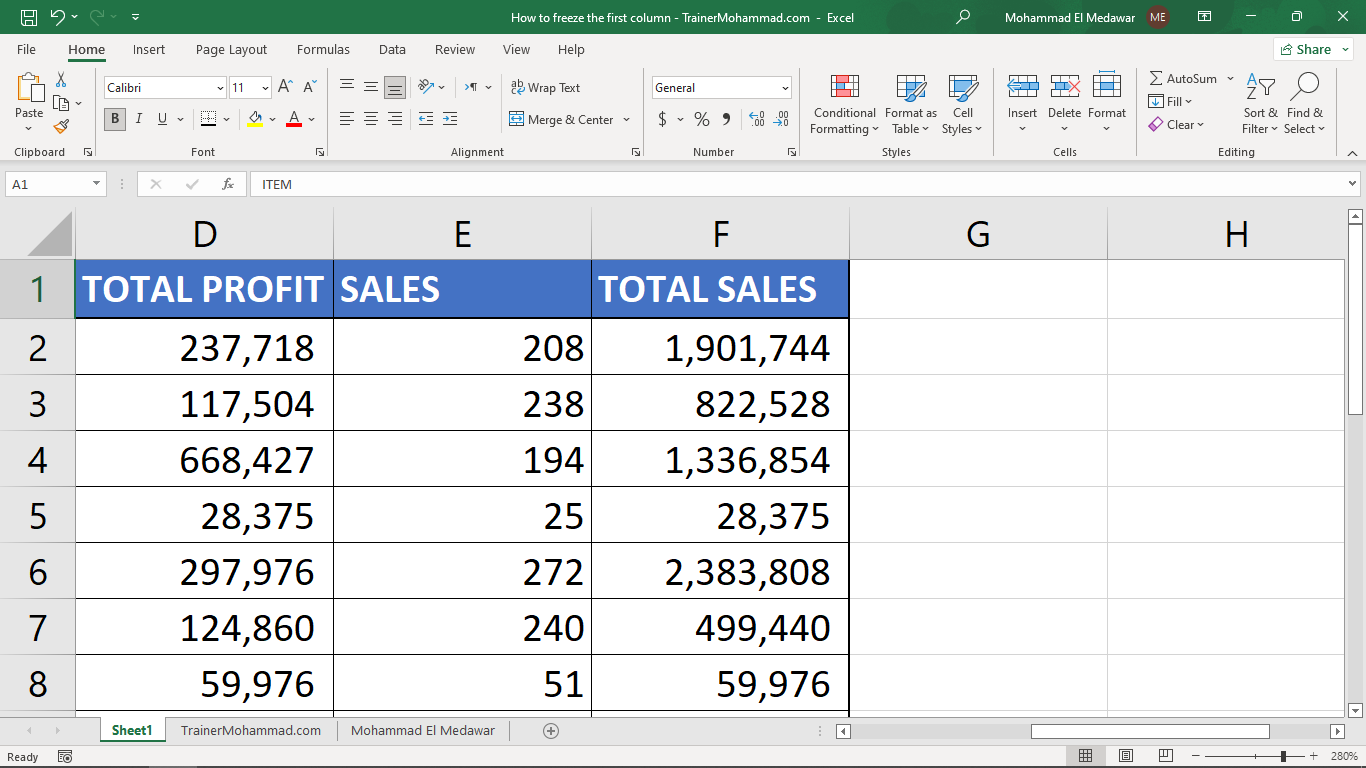 How to freeze the first column - TrainerMohammad.com - Excel
Mohammad El Medawar ME
File Home Insert Page Layout Formulas Data Review View Help Share
Paste
Calibri 11
B I U A
Clipboard
Font
ab Wrap Text
Merge & Center
Alignment
General
$ % 9 .00 .00
Number
Conditional Formatting
Format as Table
Cell Styles
Styles
Insert Delete Format
Cells
AutoSum
Fill
Clear
Sort & Filter
Find & Select
Editing
A1 fx ITEM
D E F G H
1 TOTAL PROFIT SALES TOTAL SALES
2 237,718 208 1,901,744
3 117,504 238 822,528
4 668,427 194 1,336,854
5 28,375 25 28,375
6 297,976 272 2,383,808
7 124,860 240 499,440
8 59,976 51 59,976
Sheet1 TrainerMohammad.com Mohammad El Medawar
Ready 280%